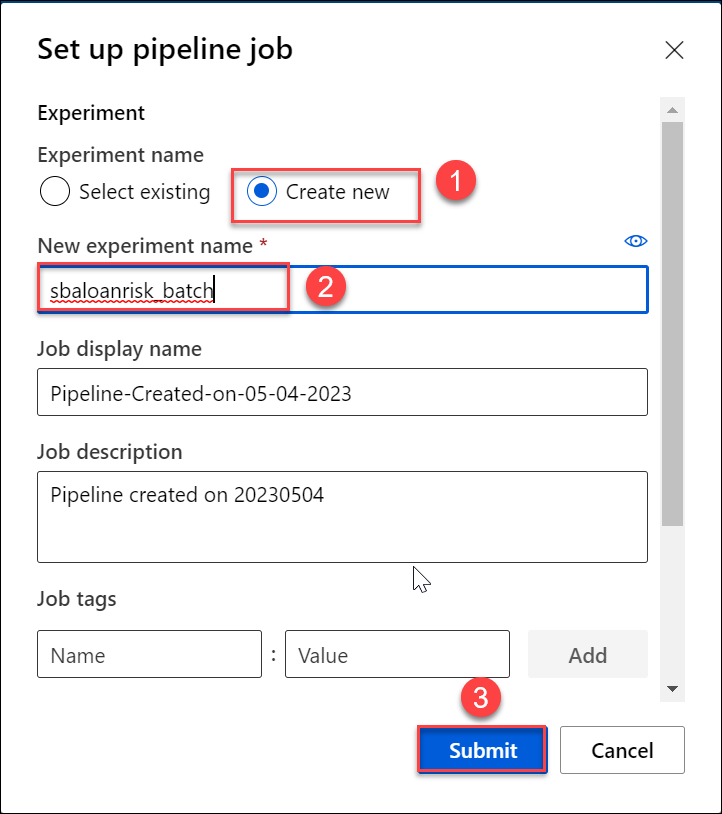 Set up pipeline job
Experiment
Experiment name
Select existing
Create new
1
New experiment name *
sbaloanrisk_batch
2
Job display name
Pipeline-Created-on-05-04-2023
Job description
Pipeline created on 20230504
Job tags
Name : Value Add
3
Submit Cancel